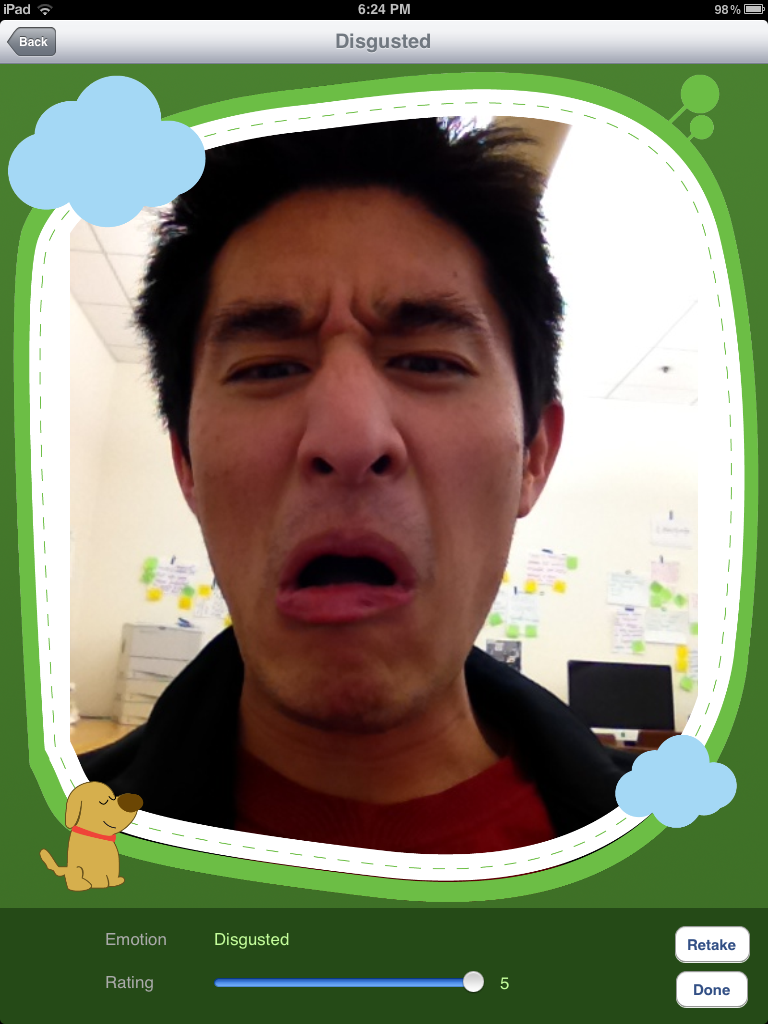 iPad 6:24 PM 98%
Back Disgusted
Emotion Disgusted
Retake
Rating 5
Done